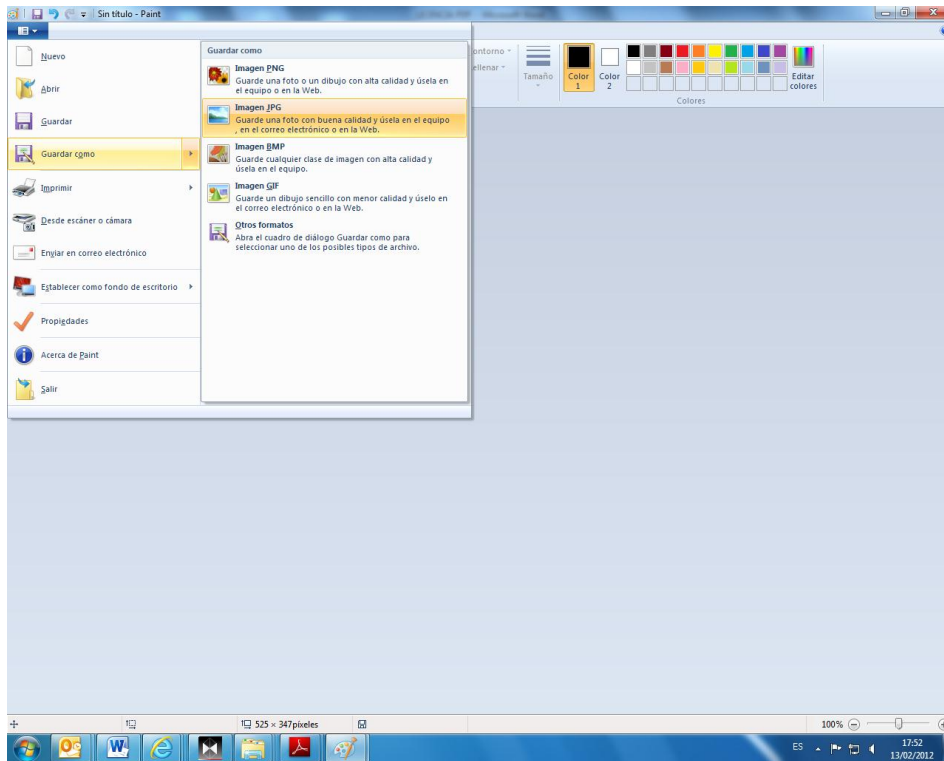 Sin título - Paint
Nuevo
Abrir
Guardar
Guardar como
Imprimir
Desde escáner o cámara
Enviar en correo electrónico
Establecer como fondo de escritorio
Propiedades
Acerca de Paint
Salir
Guardar como
Imagen PNG
Guarde una foto o un dibujo con alta calidad y úsela en
el equipo o en la Web.
Imagen JPG
Guarde una foto con buena calidad y úsela en el equipo
, en el correo electrónico o en la Web.
Imagen BMP
Guarde cualquier clase de imagen con alta calidad y
úsela en el equipo.
Imagen GIF
Guarde un dibujo sencillo con menor calidad y úselo en
el correo electrónico o en la Web.
Otros formatos
Abra el cuadro de diálogo Guardar como para
seleccionar uno de los posibles tipos de archivo.
ontorno
ellenar
Tamaño
Color
1
Color
2
Editar
colores
Colores
525 × 347píxeles
100%
ES
17:52
13/02/2012